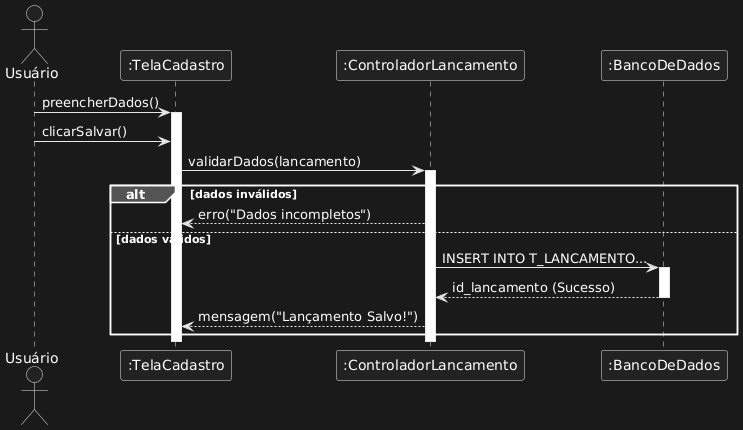 Usuário
:TelaCadastro
:ControladorLancamento
:BancoDeDados
preencherDados()
clicarSalvar()
validarDados(lancamento)
alt
[dados inválidos]
erro("Dados incompletos")
[dados válidos]
INSERT INTO T_LANCAMENTO...
id_lancamento (Sucesso)
mensagem("Lançamento Salvo!")
Usuário
:TelaCadastro
:ControladorLancamento
:BancoDeDados